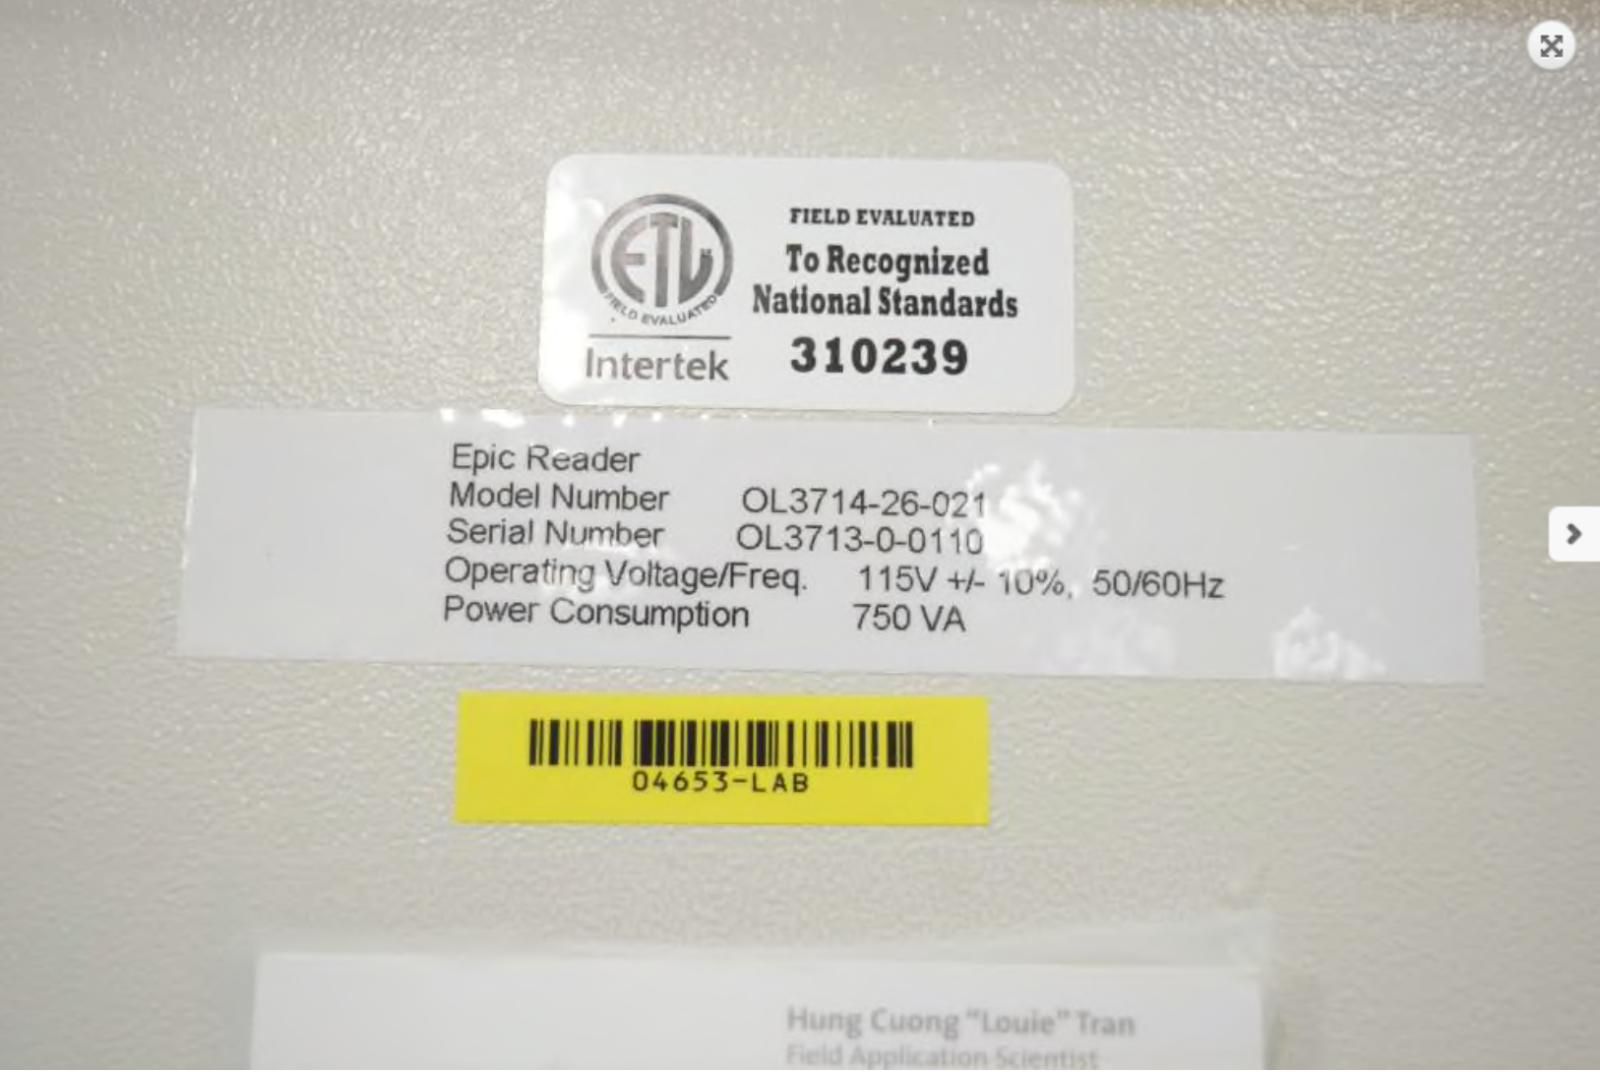 FIELD EVALUATED
To Recognized
National Standards
310239
ETL
FIELD EVALUATED
Intertek
Epic Reader
Model Number OL3714-26-021
Serial Number OL3713-0-0110
Operating Voltage/Freq. 115V +/- 10%, 50/60Hz
Power Consumption 750 VA
04653-LAB
Hung Cuong "Louie" Tran
Field Application Scientist